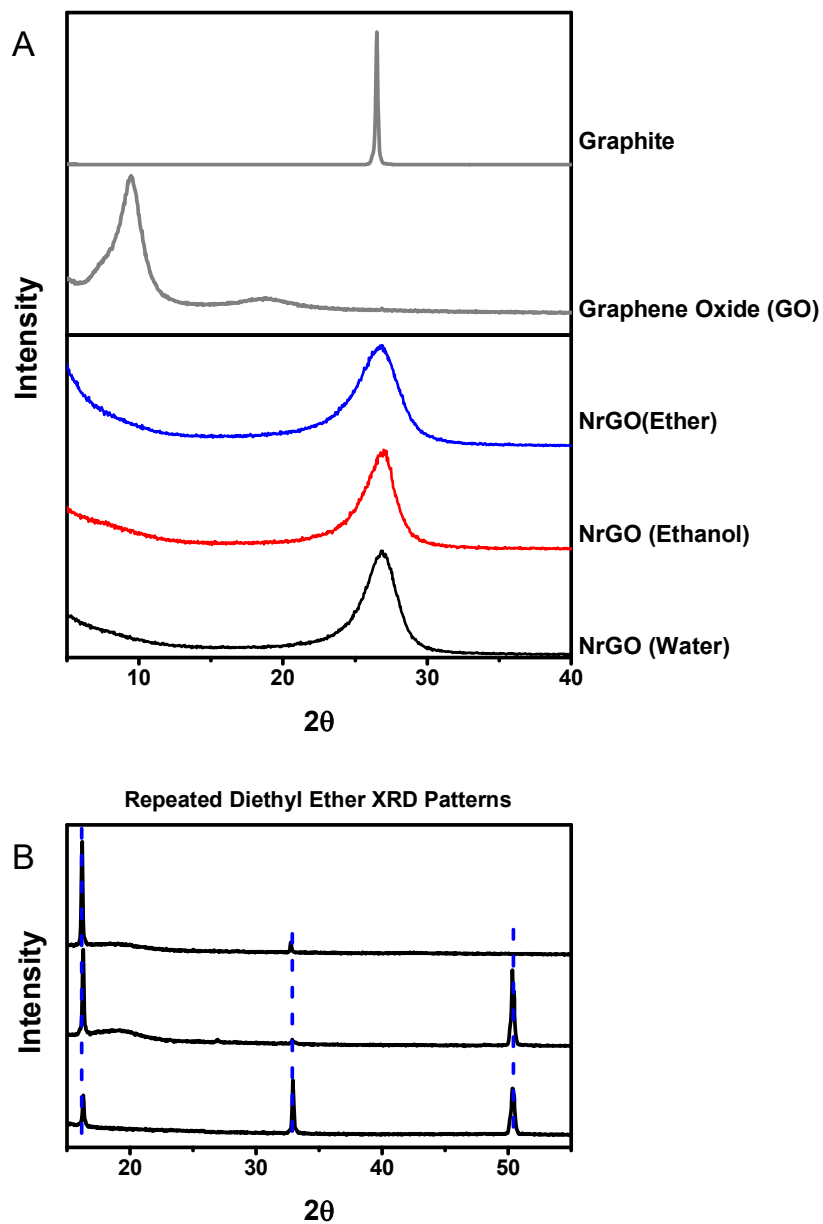 A
Graphite
Graphene Oxide (GO)
NrGO(Ether)
NrGO (Ethanol)
NrGO (Water)
Intensity
10 20 30 40
2θ
Repeated Diethyl Ether XRD Patterns
B
Intensity
20 30 40 50
2θ